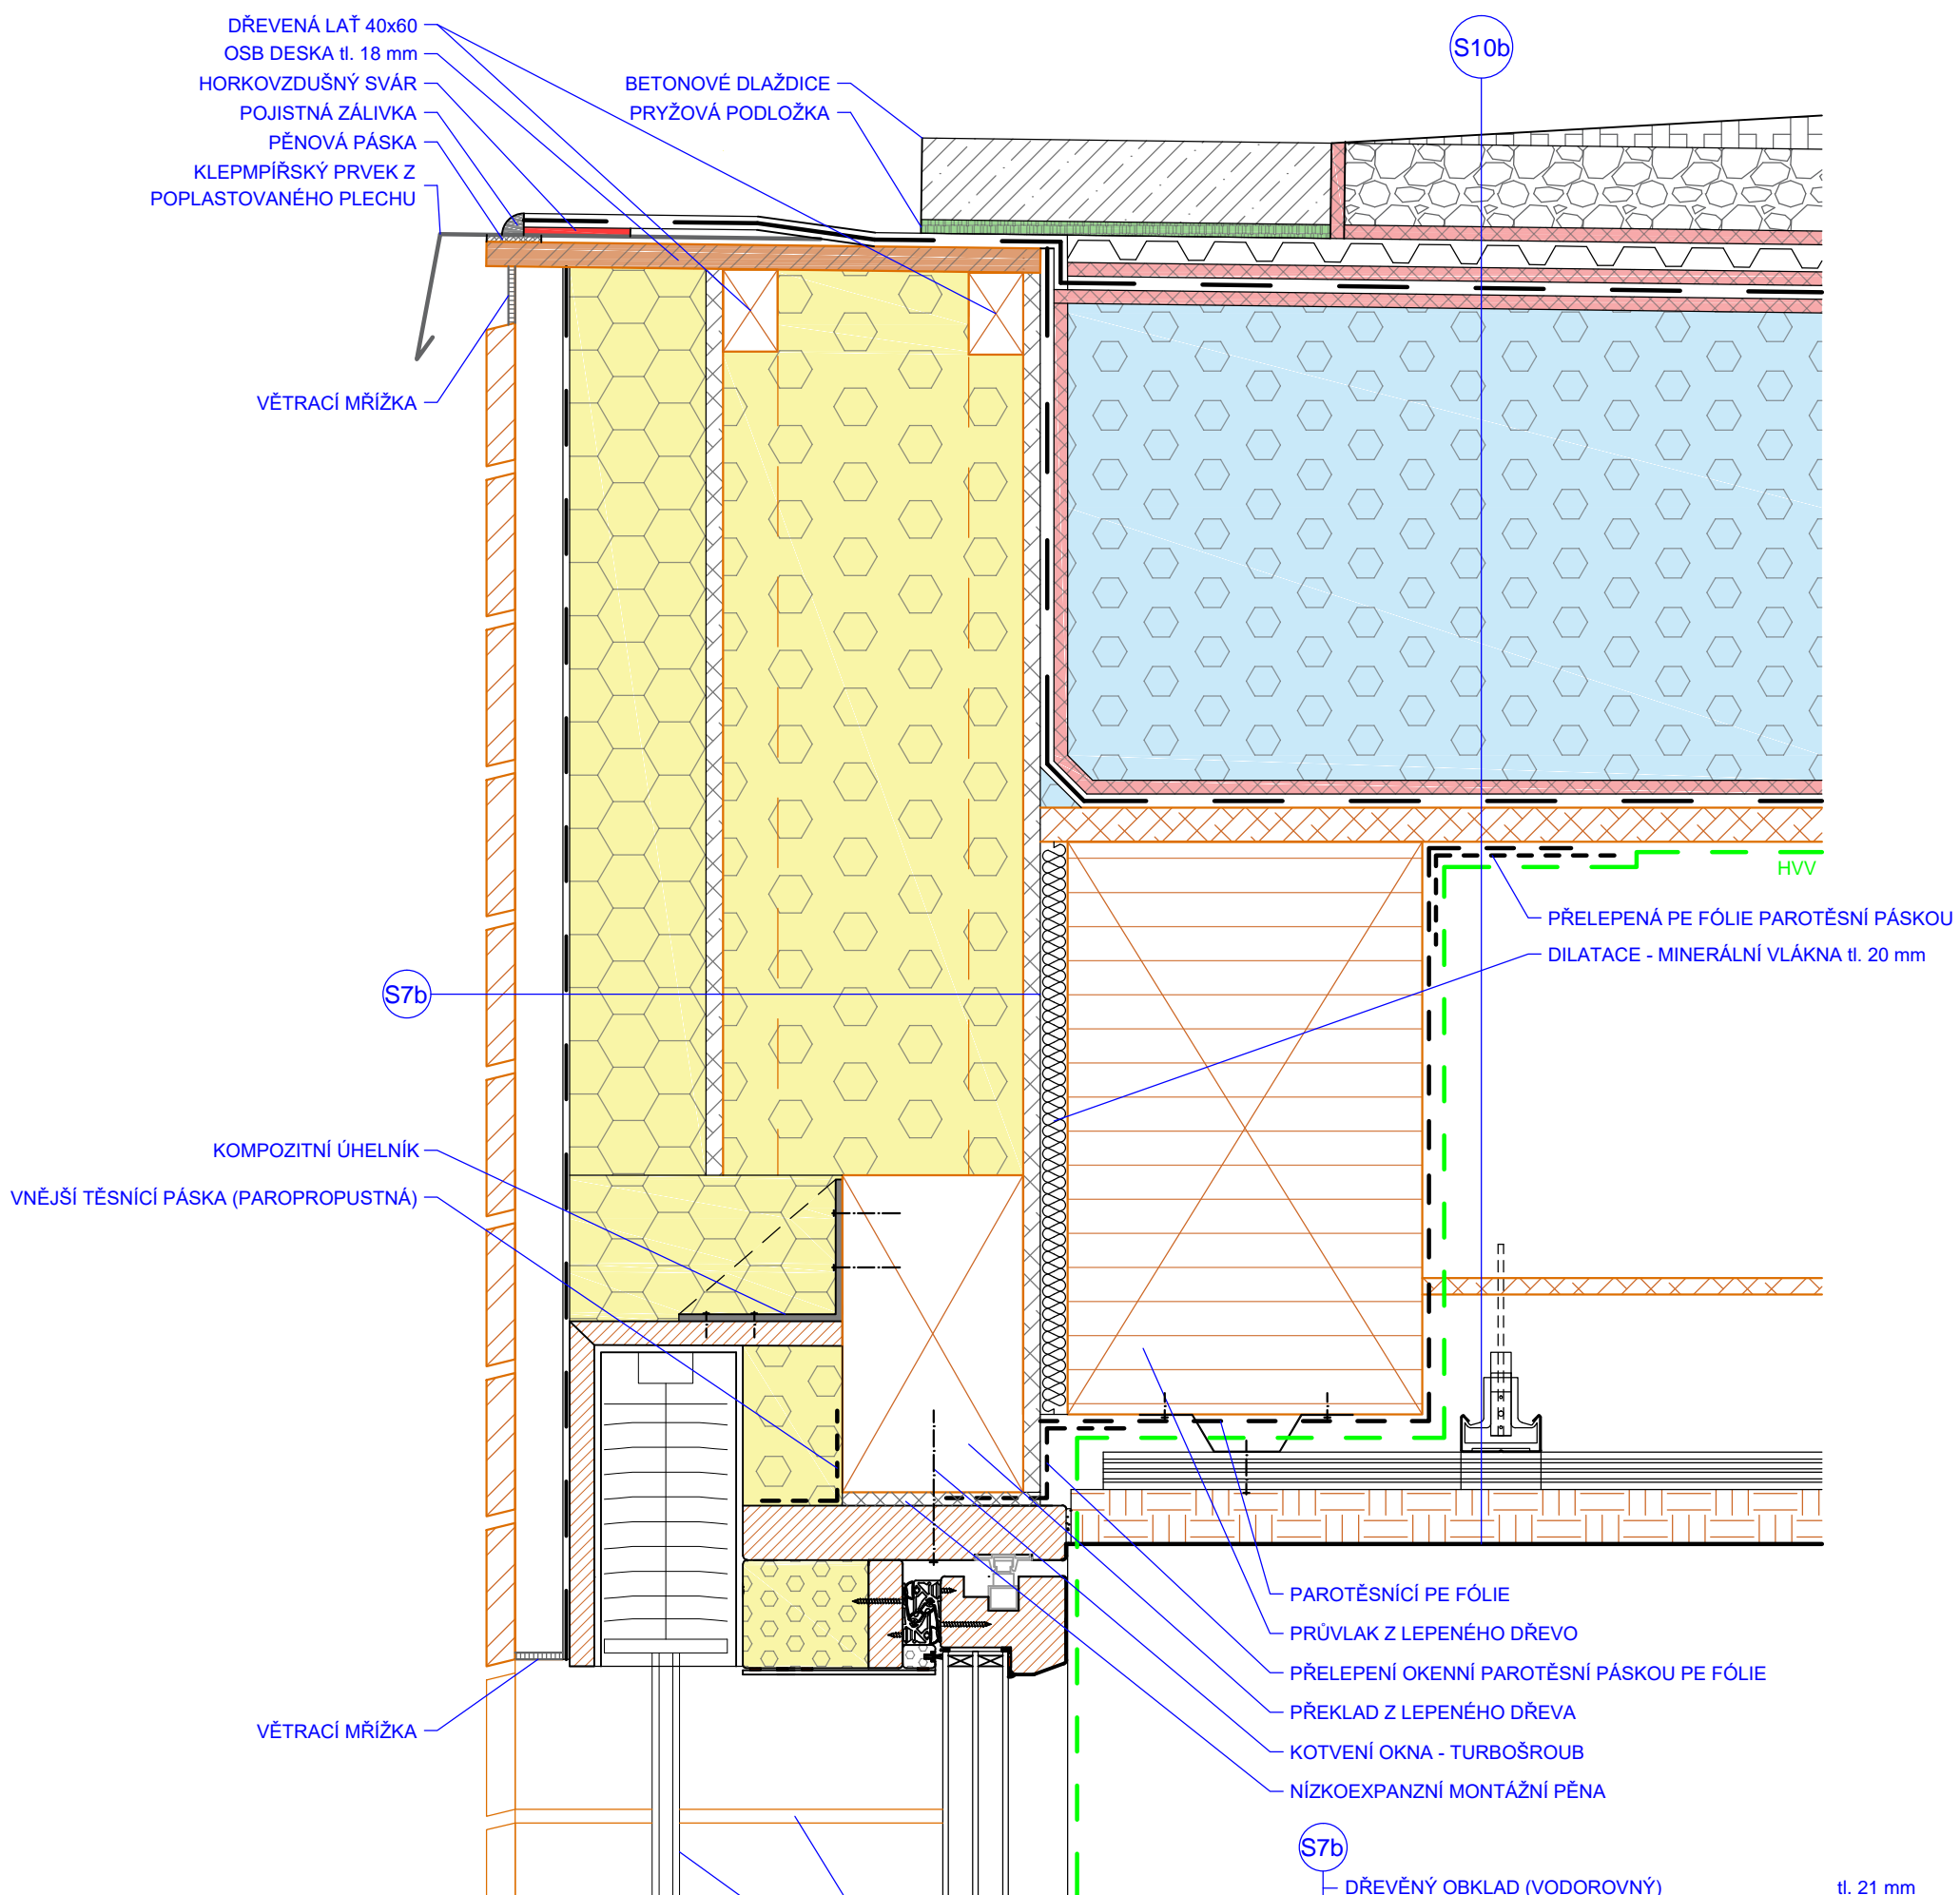 DŘEVENÁ LAŤ 40x60
OSB DESKA tl. 18 mm
HORKOVZDUŠNÝ SVÁR
POJISTNÁ ZÁLIVKA
PĚNOVÁ PÁSKA
KLEPMPÍŘSKÝ PRVEK Z
POPLASTOVANÉHO PLECHU
BETONOVÉ DLAŽDICE
PRYŽOVÁ PODLOŽKA
S10b
VĚTRACÍ MŘÍŽKA
HVV
PŘELEPENÁ PE FÓLIE PAROTĚSNÍ PÁSKOU
DILATACE - MINERÁLNÍ VLÁKNA tl. 20 mm
S7b
KOMPOZITNÍ ÚHELNÍK
VNĚJŠÍ TĚSNÍCÍ PÁSKA (PAROPROPUSTNÁ)
PAROTĚSNÍCÍ PE FÓLIE
PRŮVLAK Z LEPENÉHO DŘEVO
PŘELEPENÍ OKENNÍ PAROTĚSNÍ PÁSKOU PE FÓLIE
PŘEKLAD Z LEPENÉHO DŘEVA
KOTVENÍ OKNA - TURBOŠROUB
NÍZKOEXPANZNÍ MONTÁŽNÍ PĚNA
VĚTRACÍ MŘÍŽKA
S7b
DŘEVĚNÝ OBKLAD (VODOROVNÝ) tl. 21 mm